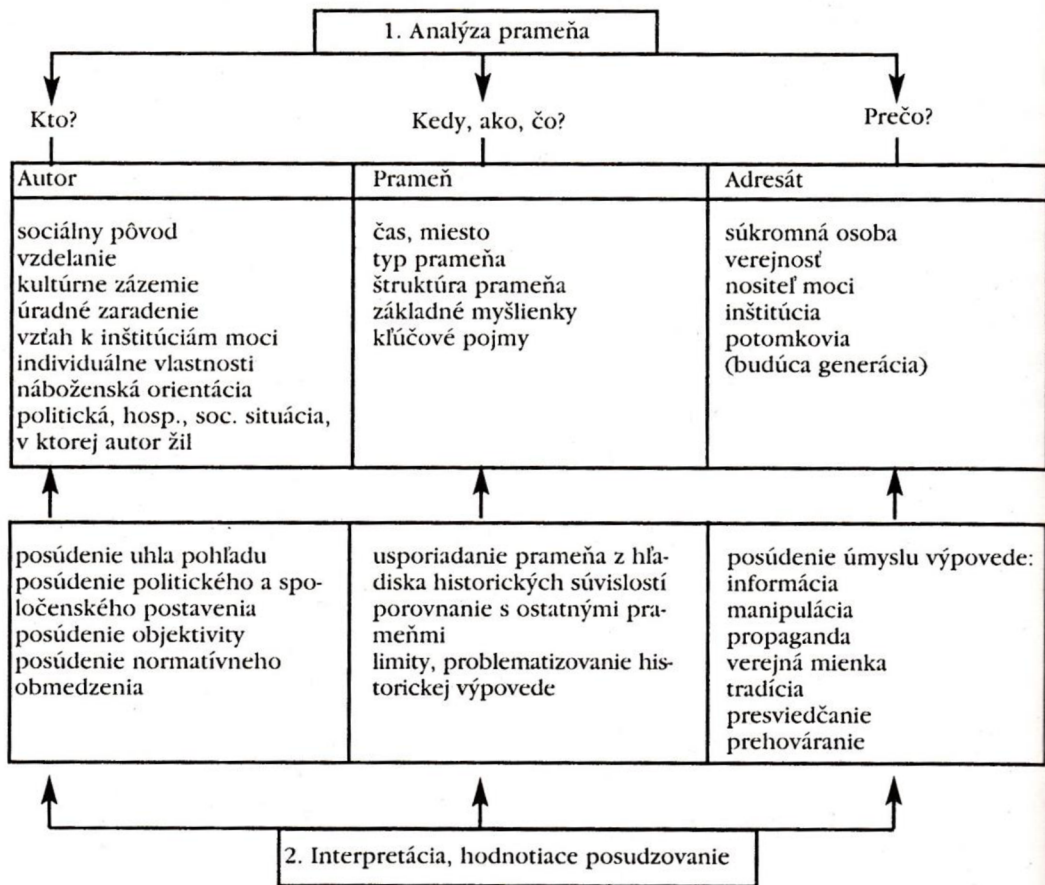 1. Analýza prameňa
Kto?
Kedy, ako, čo?
Prečo?
Autor
sociálny pôvod
vzdelanie
kultúrne zázemie
úradné zaradenie
vzťah k inštitúciám moci
individuálne vlastnosti
náboženská orientácia
politická, hosp., soc. situácia,
v ktorej autor žil
Prameň
čas, miesto
typ prameňa
štruktúra prameňa
základné myšlienky
kľúčové pojmy
Adresát
súkromná osoba
verejnosť
nositeľ moci
inštitúcia
potomkovia
(budúca generácia)
posúdenie uhla pohľadu
posúdenie politického a spo-
ločenského postavenia
posúdenie objektivity
posúdenie normatívneho
obmedzenia
usporiadanie prameňa z hľa-
diska historických súvislostí
porovnanie s ostatnými pra-
meňmi
limity, problematizovanie his-
torickej výpovede
posúdenie úmyslu výpovede:
informácia
manipulácia
propaganda
verejná mienka
tradícia
presviedčanie
prehováranie
2. Interpretácia, hodnotiace posudzovanie